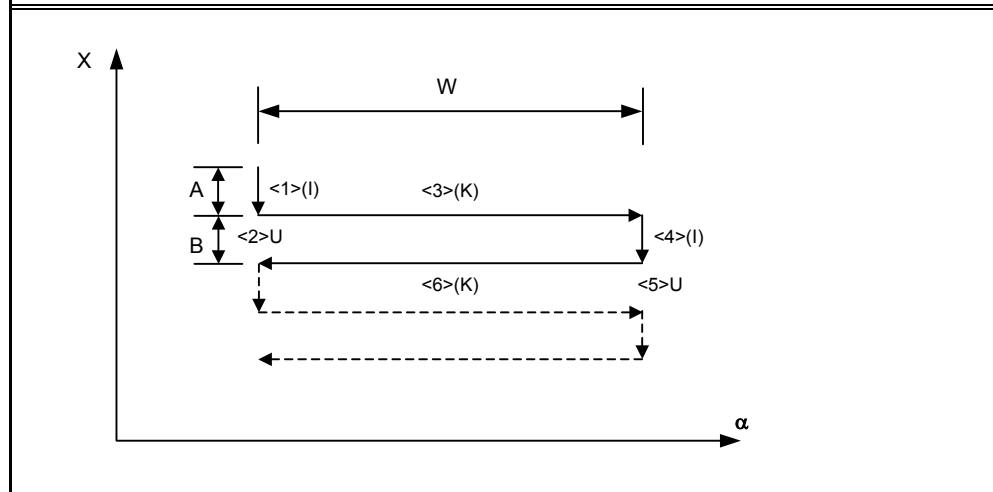 X
W
A
<1>(I)
<3>(K)
B
<2>U
<4>(I)
<6>(K)
<5>U
α